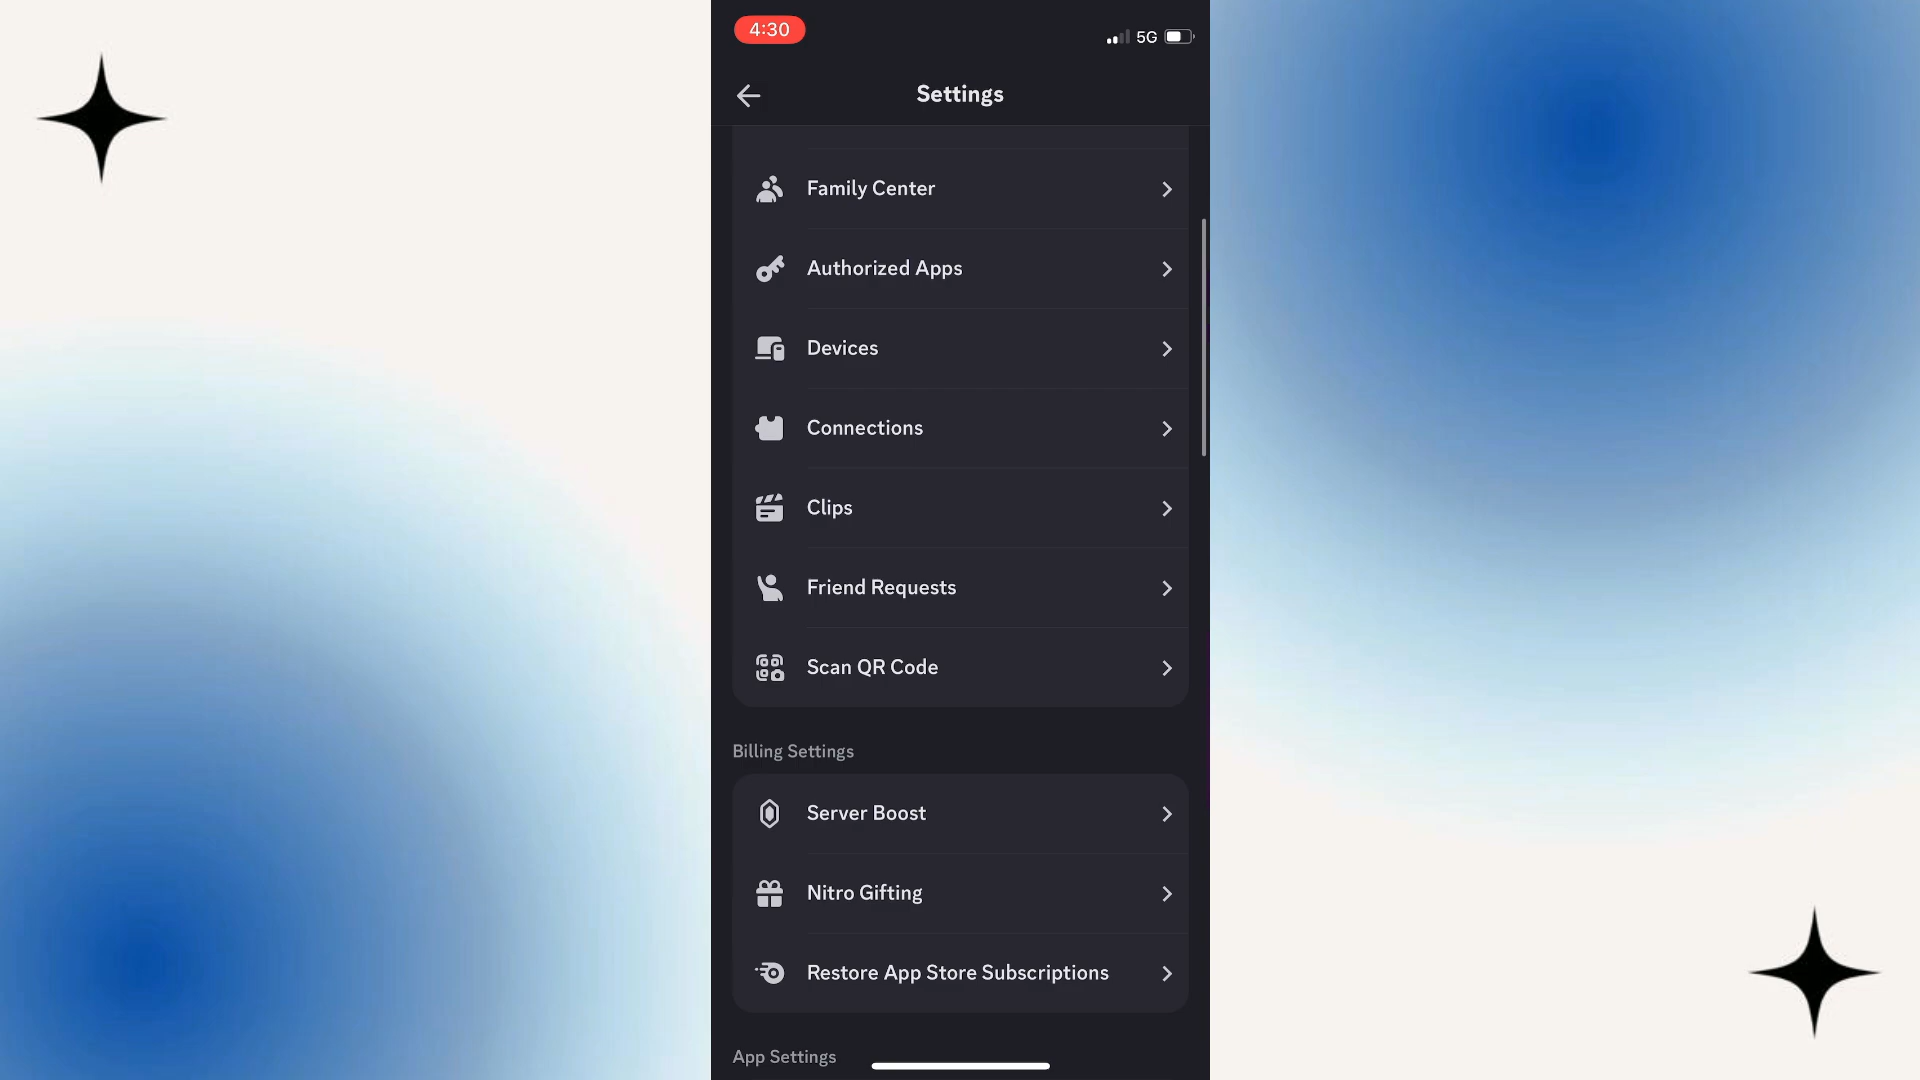 4:30
5G
Settings
Family Center
Authorized Apps
Devices
Connections
Clips
Friend Requests
Scan QR Code
Billing Settings
Server Boost
Nitro Gifting
Restore App Store Subscriptions
App Settings